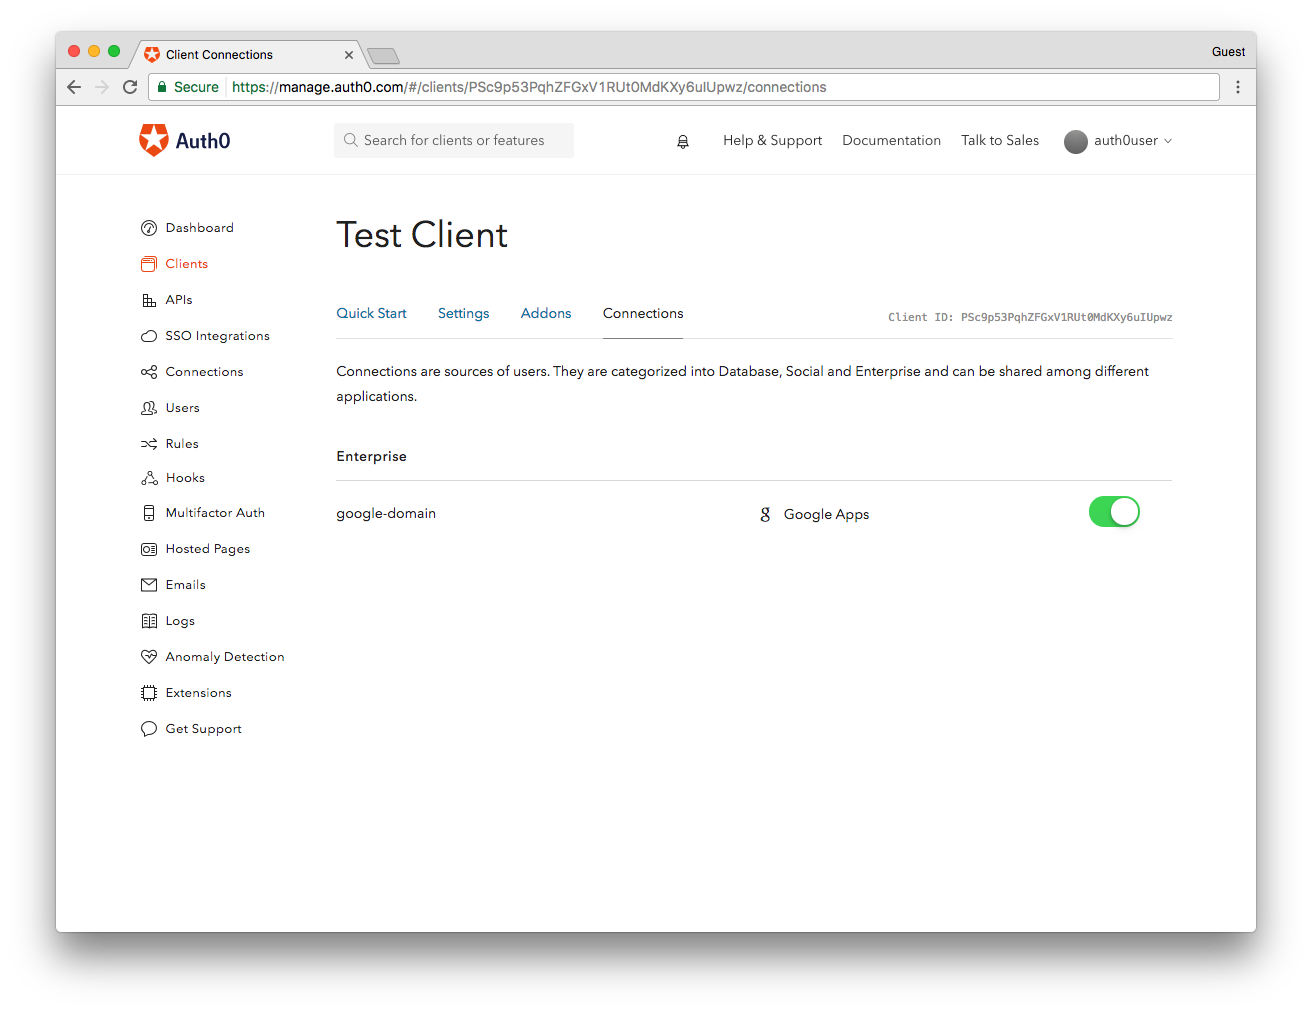 Client Connections
Guest
Secure https://manage.auth0.com/#/clients/PSc9p53PqhZFGxV1RUt0MdKXy6uIUpwz/connections
Auth0
Search for clients or features
Help & Support
Documentation
Talk to Sales
auth0user
Dashboard
Clients
APIs
SSO Integrations
Connections
Users
Rules
Hooks
Multifactor Auth
Hosted Pages
Emails
Logs
Anomaly Detection
Extensions
Get Support
Test Client
Quick Start
Settings
Addons
Connections
Client ID: PSc9p53PqhZFGxV1RUt0MdKXy6uIUpwz
Connections are sources of users. They are categorized into Database, Social and Enterprise and can be shared among different
applications.
Enterprise
google-domain
g Google Apps